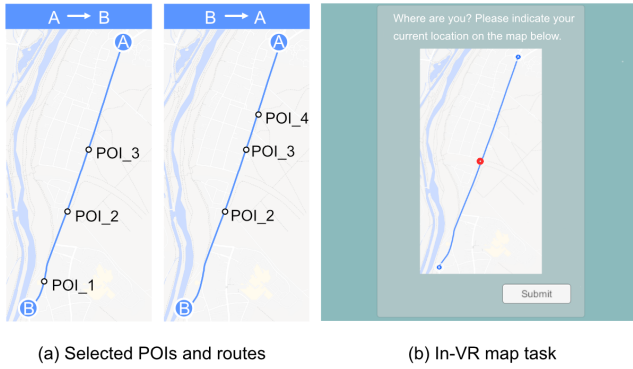 A → B
A
POI_3
POI_2
POI_1
B
B → A
A
POI_4
POI_3
POI_2
B
Where are you? Please indicate your
current location on the map below.
Submit
(a) Selected POIs and routes
(b) In-VR map task